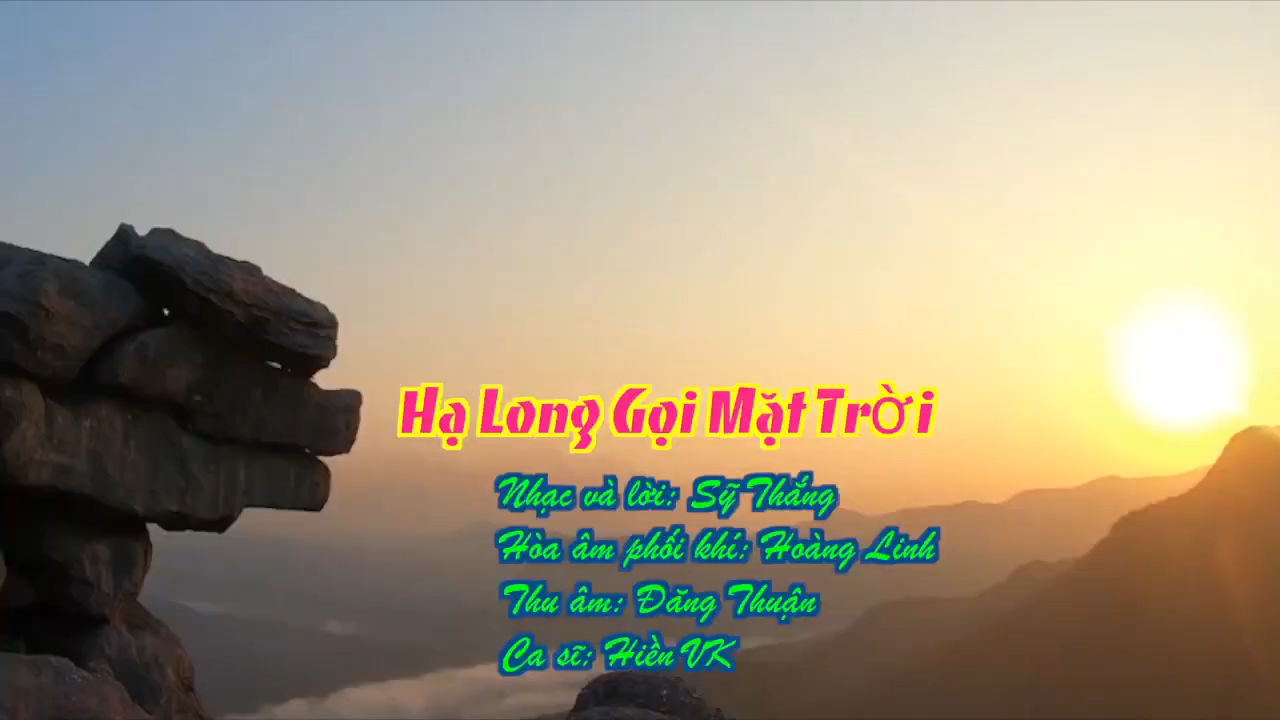 Hạ Long Gọi Mặt Trời
Nhạc và lời: Sỹ Thắng
Hòa âm phối khí: Hoàng Linh
Thu âm: Đăng Thuận
Ca sĩ: Hiền VK